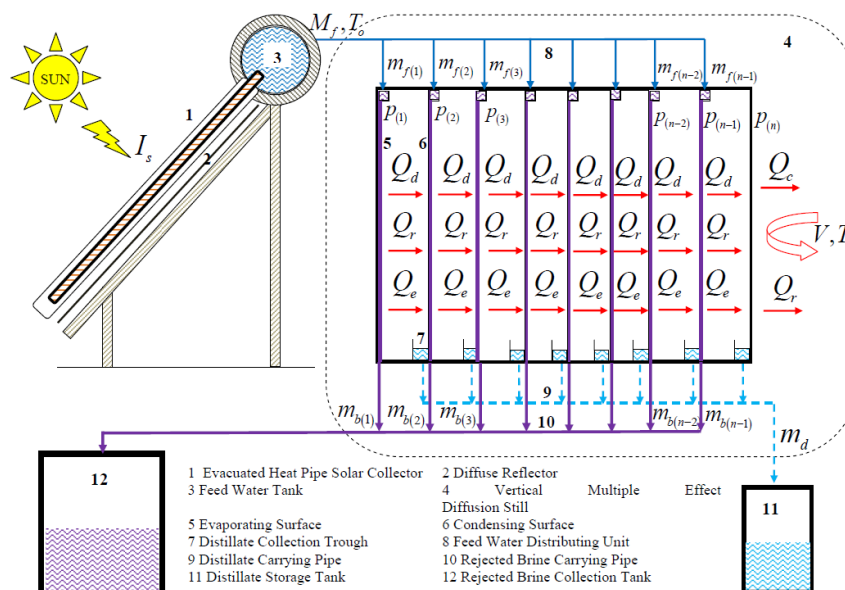 M_f, T_o
4
3
8
m_f(1) m_f(2) m_f(3) m_f(n-2) m_f(n-1)
SUN
1
p_(1) p_(2) p_(3) p_(n-2) p_(n-1) p_(n)
5 6
I_s
2
Q_d Q_d Q_d Q_d Q_d Q_d Q_d Q_d Q_c
Q_r Q_r Q_r Q_r Q_r Q_r Q_r Q_r V, T
Q_e Q_e Q_e Q_e Q_e Q_e Q_e Q_e Q_r
7
9
m_b(1) m_b(2) m_b(3) 10 m_b(n-2) m_b(n-1)
m_d
12
11
1 Evacuated Heat Pipe Solar Collector 2 Diffuse Reflector
3 Feed Water Tank 4 Vertical Multiple Effect
Diffusion Still
5 Evaporating Surface 6 Condensing Surface
7 Distillate Collection Trough 8 Feed Water Distributing Unit
9 Distillate Carrying Pipe 10 Rejected Brine Carrying Pipe
11 Distillate Storage Tank 12 Rejected Brine Collection Tank